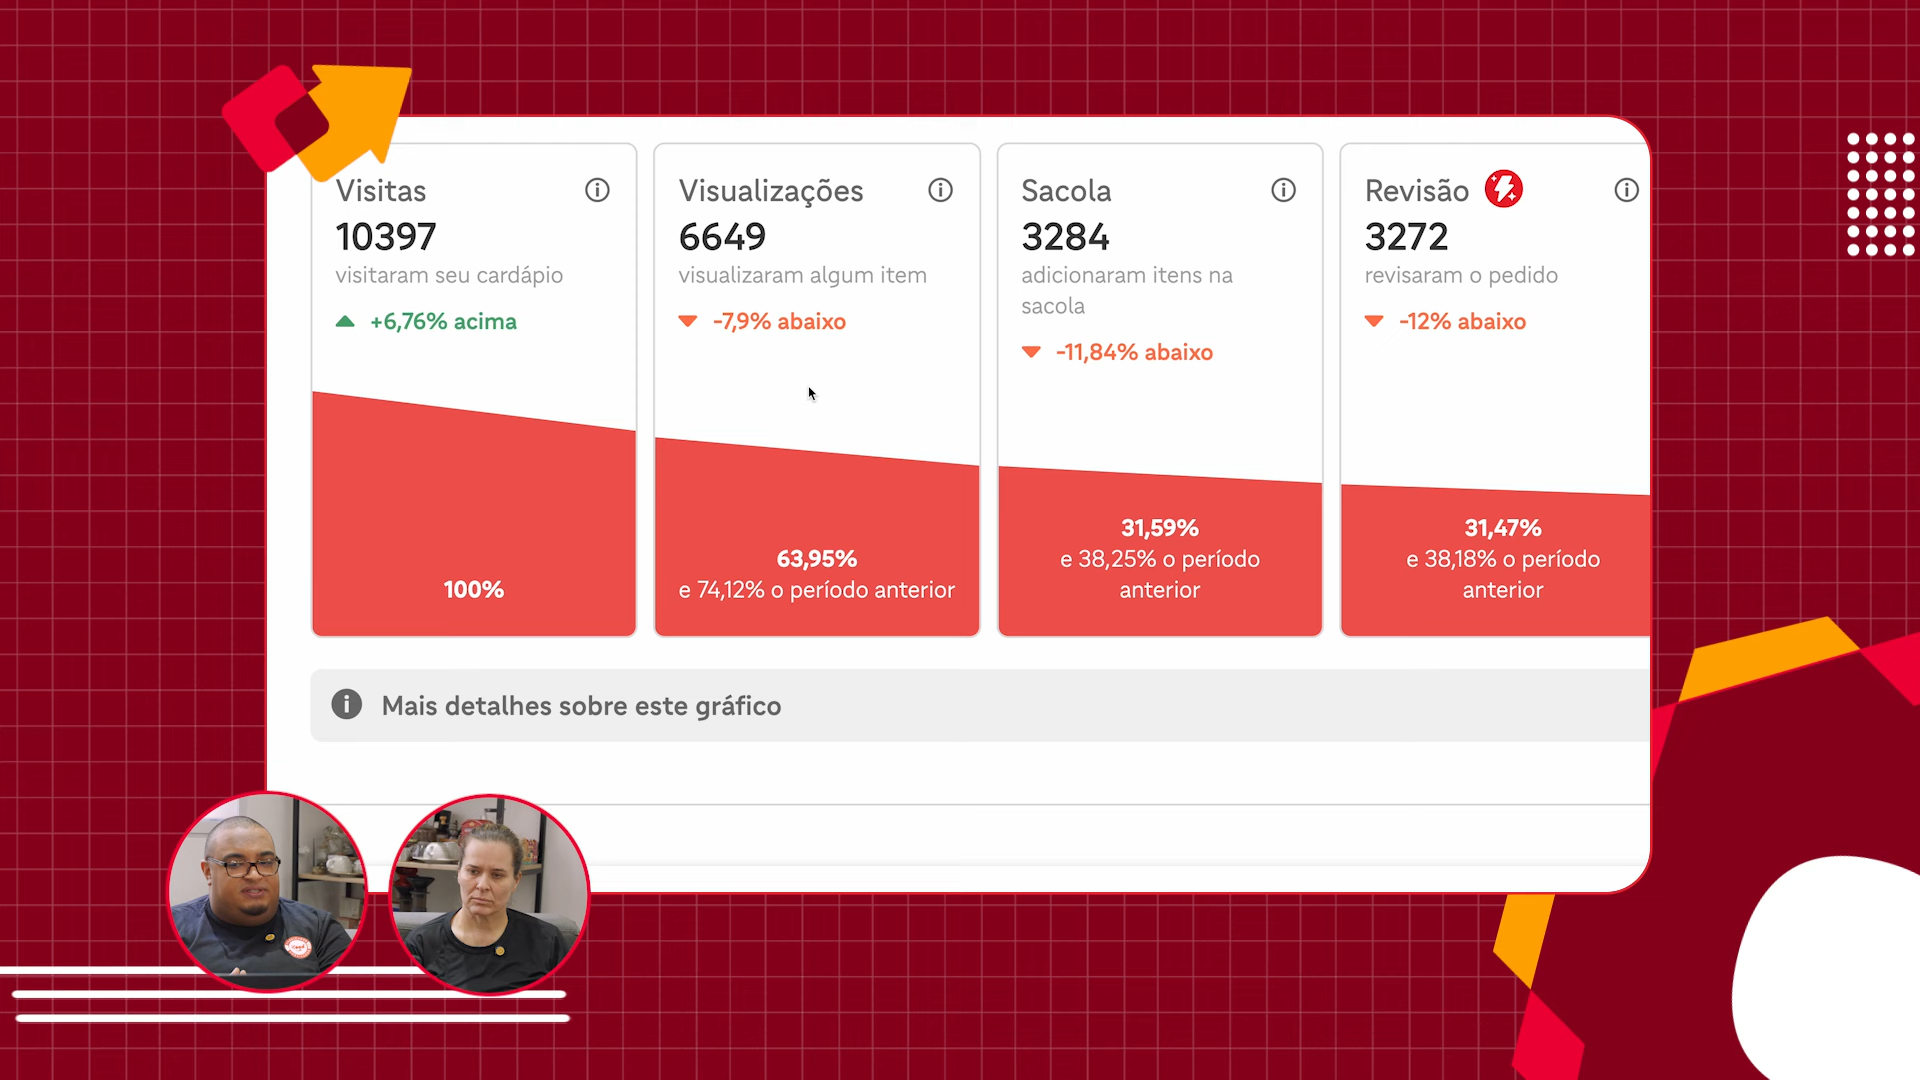 Visitas
10397
visitaram seu cardápio
+6,76% acima
100%
Visualizações
6649
visualizaram algum item
-7,9% abaixo
63,95%
e 74,12% o período anterior
Sacola
3284
adicionaram itens na
sacola
-11,84% abaixo
31,59%
e 38,25% o período
anterior
Revisão
3272
revisaram o pedido
-12% abaixo
31,47%
e 38,18% o período
anterior
Mais detalhes sobre este gráfico